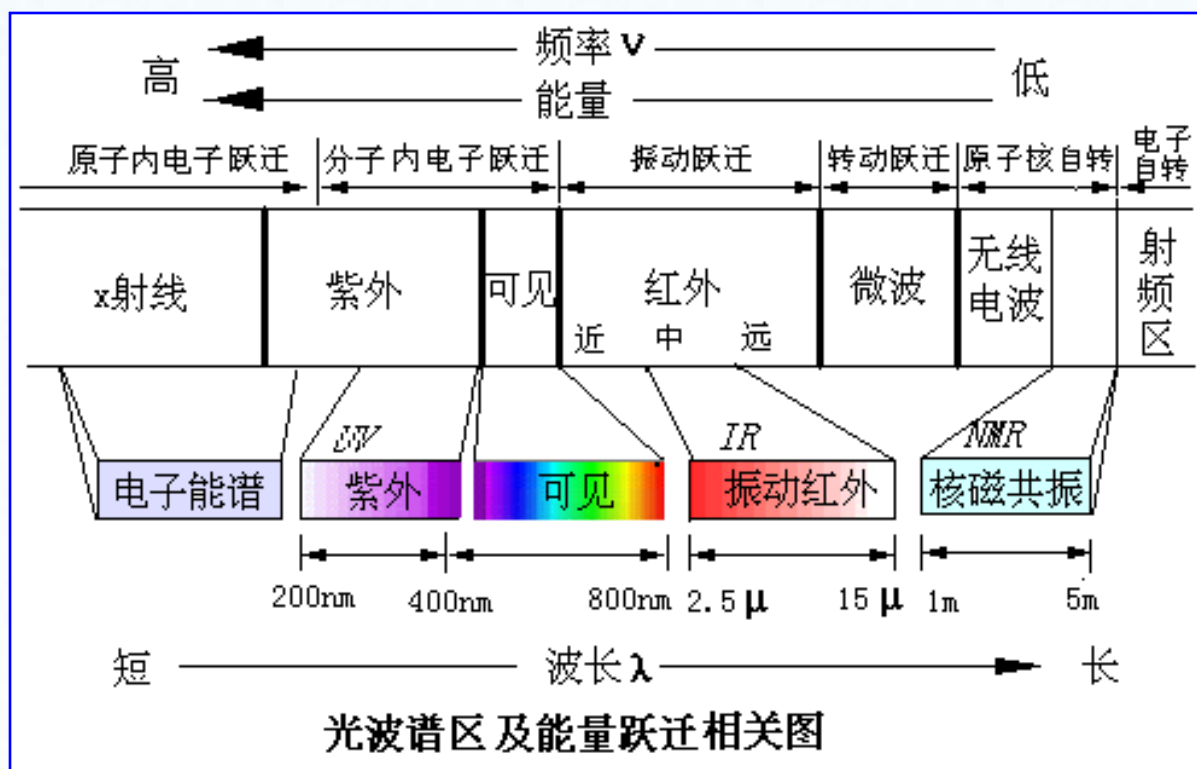 频率 ν
高
低
能量
原子内电子跃迁
分子内电子跃迁
振动跃迁
转动跃迁
原子核自转
电子
自转
x射线
紫外
可见
红外
近 中 远
微波
无线
电波
射
频
区
UV
IR
NMR
电子能谱
紫外
可见
振动红外
核磁共振
200nm
400nm
800nm
2.5 μ
15 μ
1m
5m
短
波长 λ
长
光波谱区及能量跃迁相关图